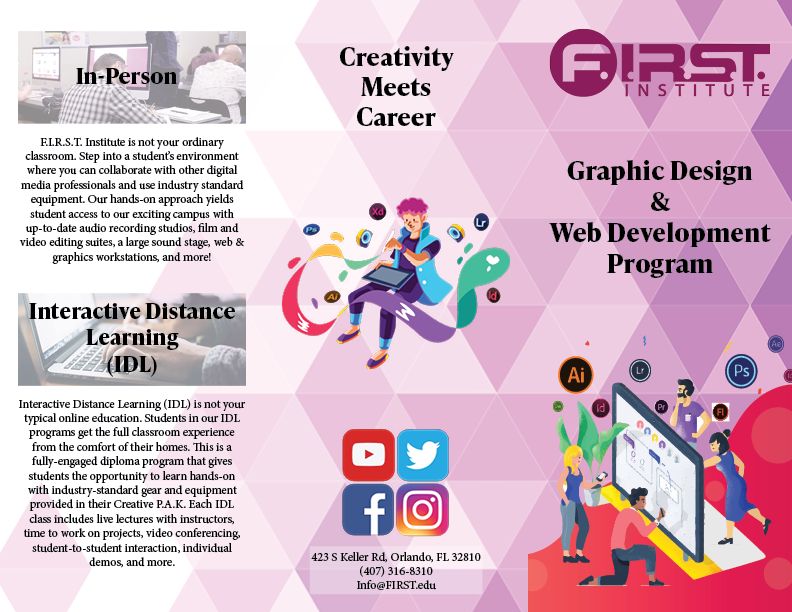 In-Person
F.I.R.S.T. Institute is not your ordinary
classroom. Step into a student's environment
where you can collaborate with other digital
media professionals and use industry standard
equipment. Our hands-on approach yields
student access to our exciting campus with
up-to-date audio recording studios, film and
video editing suites, a large sound stage, web &
graphics workstations, and more!
Interactive Distance
Learning
(IDL)
Interactive Distance Learning (IDL) is not your
typical online education. Students in our IDL
programs get the full classroom experience
from the comfort of their homes. This is a
fully-engaged diploma program that gives
students the opportunity to learn hands-on
with industry-standard gear and equipment
provided in their Creative P.A.K. Each IDL
class includes live lectures with instructors,
time to work on projects, video conferencing,
student-to-student interaction, individual
demos, and more.
Creativity
Meets
Career
Xd
Ps
Lr
Ai
Id
423 S Keller Rd, Orlando, FL 32810
(407) 316-8310
Info@FIRST.edu
F.I.R.S.T.
INSTITUTE
Graphic Design
&
Web Development
Program
Ae
Ai
Lr
Ps
Id
Pr
Fl